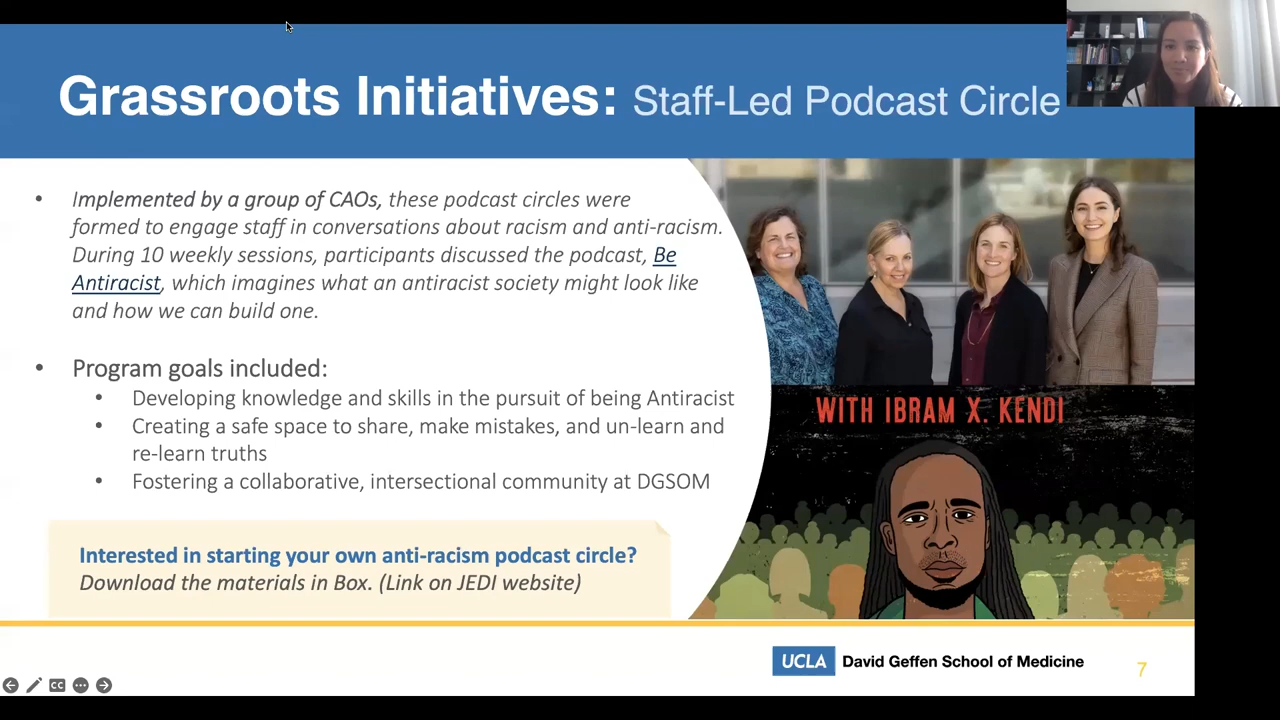 Grassroots Initiatives: Staff-Led Podcast Circle
• Implemented by a group of CAOs, these podcast circles were
formed to engage staff in conversations about racism and anti-racism.
During 10 weekly sessions, participants discussed the podcast, Be
Antiracist, which imagines what an antiracist society might look like
and how we can build one.
• Program goals included:
• Developing knowledge and skills in the pursuit of being Antiracist
• Creating a safe space to share, make mistakes, and un-learn and
re-learn truths
• Fostering a collaborative, intersectional community at DGSOM
WITH IBRAM X. KENDI
Interested in starting your own anti-racism podcast circle?
Download the materials in Box. (Link on JEDI website)
UCLA David Geffen School of Medicine
7
CC